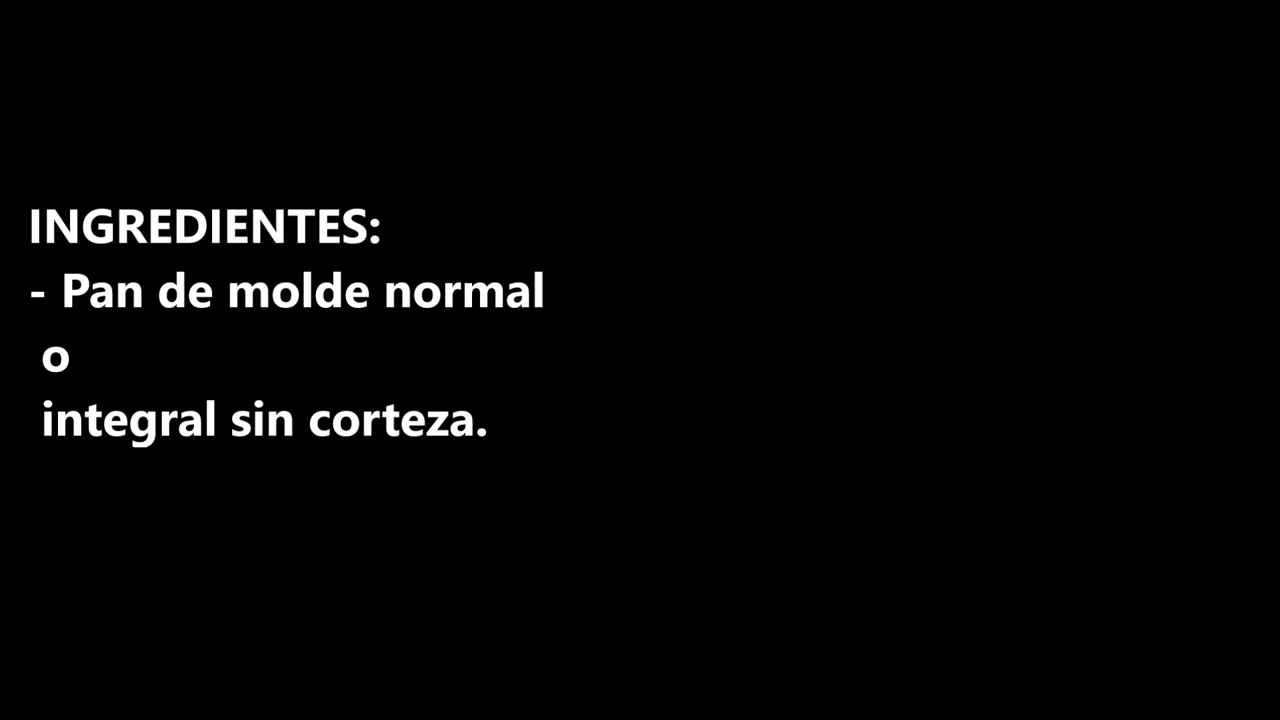 INGREDIENTES:
- Pan de molde normal
o
integral sin corteza.